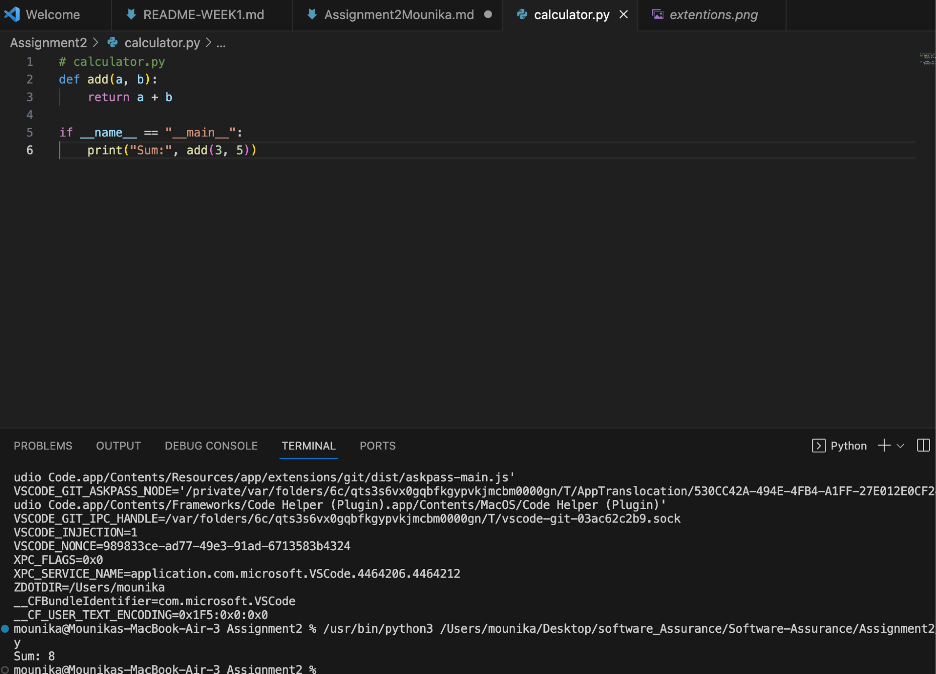 Welcome
README-WEEK1.md
Assignment2Mounika.md
calculator.py
extentions.png
Assignment2 > calculator.py > ...
1 # calculator.py
2 def add(a, b):
3 return a + b
4
5 if __name__ == "__main__":
6 print("Sum:", add(3, 5))
PROBLEMS OUTPUT DEBUG CONSOLE TERMINAL PORTS Python
udio Code.app/Contents/Resources/app/extensions/git/dist/askpass-main.js'
VSCODE_GIT_ASKPASS_NODE='/private/var/folders/6c/qts3s6vx0gqbfkgypvkjmcbm0000gn/T/AppTranslocation/530CC42A-494E-4FB4-A1FF-27E012E0CF2
udio Code.app/Contents/Frameworks/Code Helper (Plugin).app/Contents/MacOS/Code Helper (Plugin)'
VSCODE_GIT_IPC_HANDLE=/var/folders/6c/qts3s6vx0gqbfkgypvkjmcbm0000gn/T/vscode-git-03ac62c2b9.sock
VSCODE_INJECTION=1
VSCODE_NONCE=989833ce-ad77-49e3-91ad-6713583b4324
XPC_FLAGS=0x0
XPC_SERVICE_NAME=application.com.microsoft.VSCode.4464206.4464212
ZDOTDIR=/Users/mounika
__CFBundleIdentifier=com.microsoft.VSCode
__CF_USER_TEXT_ENCODING=0x1F5:0x0:0x0
mounika@Mounikas-MacBook-Air-3 Assignment2 % /usr/bin/python3 /Users/mounika/Desktop/software_Assurance/Software-Assurance/Assignment2
y
Sum: 8
mounika@Mounikas-MacBook-Air-3 Assignment2 %